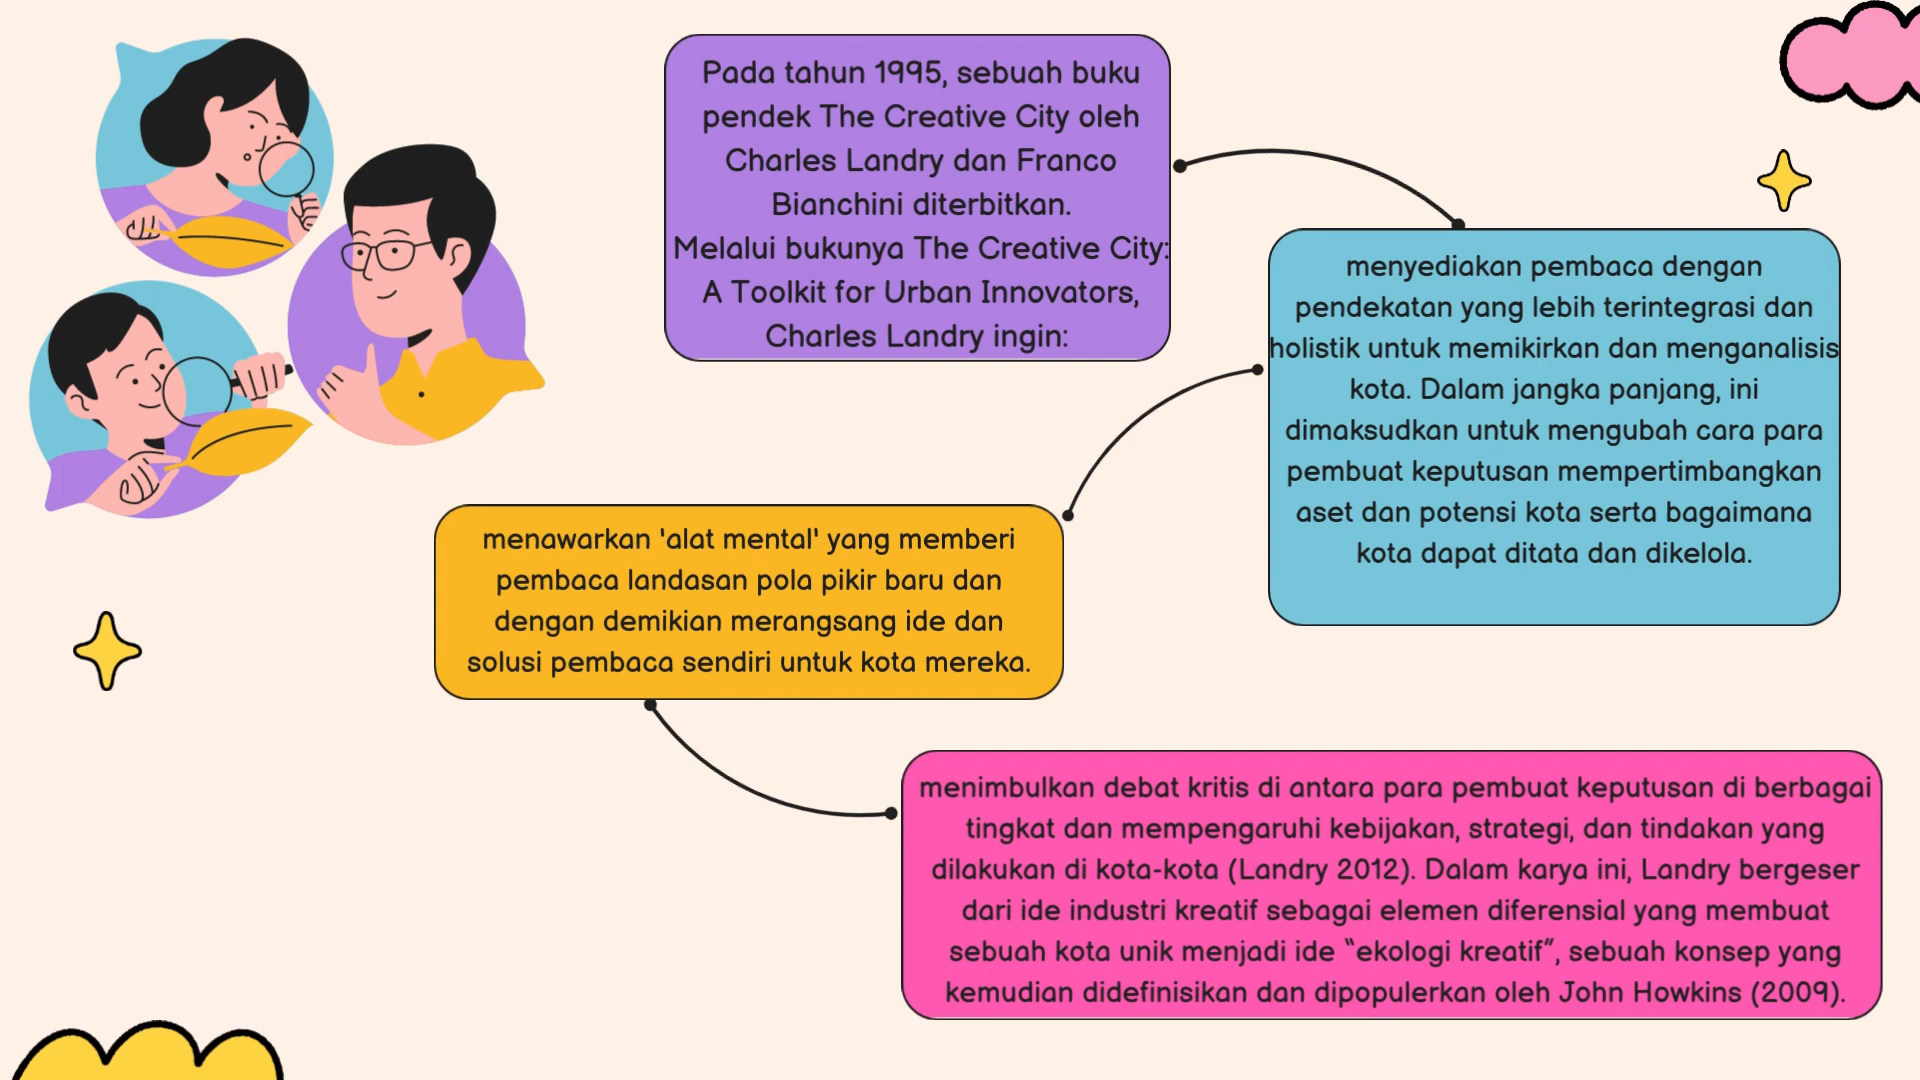 Pada tahun 1995, sebuah buku
pendek The Creative City oleh
Charles Landry dan Franco
Bianchini diterbitkan.
Melalui bukunya The Creative City:
A Toolkit for Urban Innovators,
Charles Landry ingin:
menyediakan pembaca dengan
pendekatan yang lebih terintegrasi dan
holistik untuk memikirkan dan menganalisis
kota. Dalam jangka panjang, ini
dimaksudkan untuk mengubah cara para
pembuat keputusan mempertimbangkan
aset dan potensi kota serta bagaimana
kota dapat ditata dan dikelola.
menawarkan 'alat mental' yang memberi
pembaca landasan pola pikir baru dan
dengan demikian merangsang ide dan
solusi pembaca sendiri untuk kota mereka.
menimbulkan debat kritis di antara para pembuat keputusan di berbagai
tingkat dan mempengaruhi kebijakan, strategi, dan tindakan yang
dilakukan di kota-kota (Landry 2012). Dalam karya ini, Landry bergeser
dari ide industri kreatif sebagai elemen diferensial yang membuat
sebuah kota unik menjadi ide “ekologi kreatif”, sebuah konsep yang
kemudian didefinisikan dan dipopulerkan oleh John Howkins (2009).